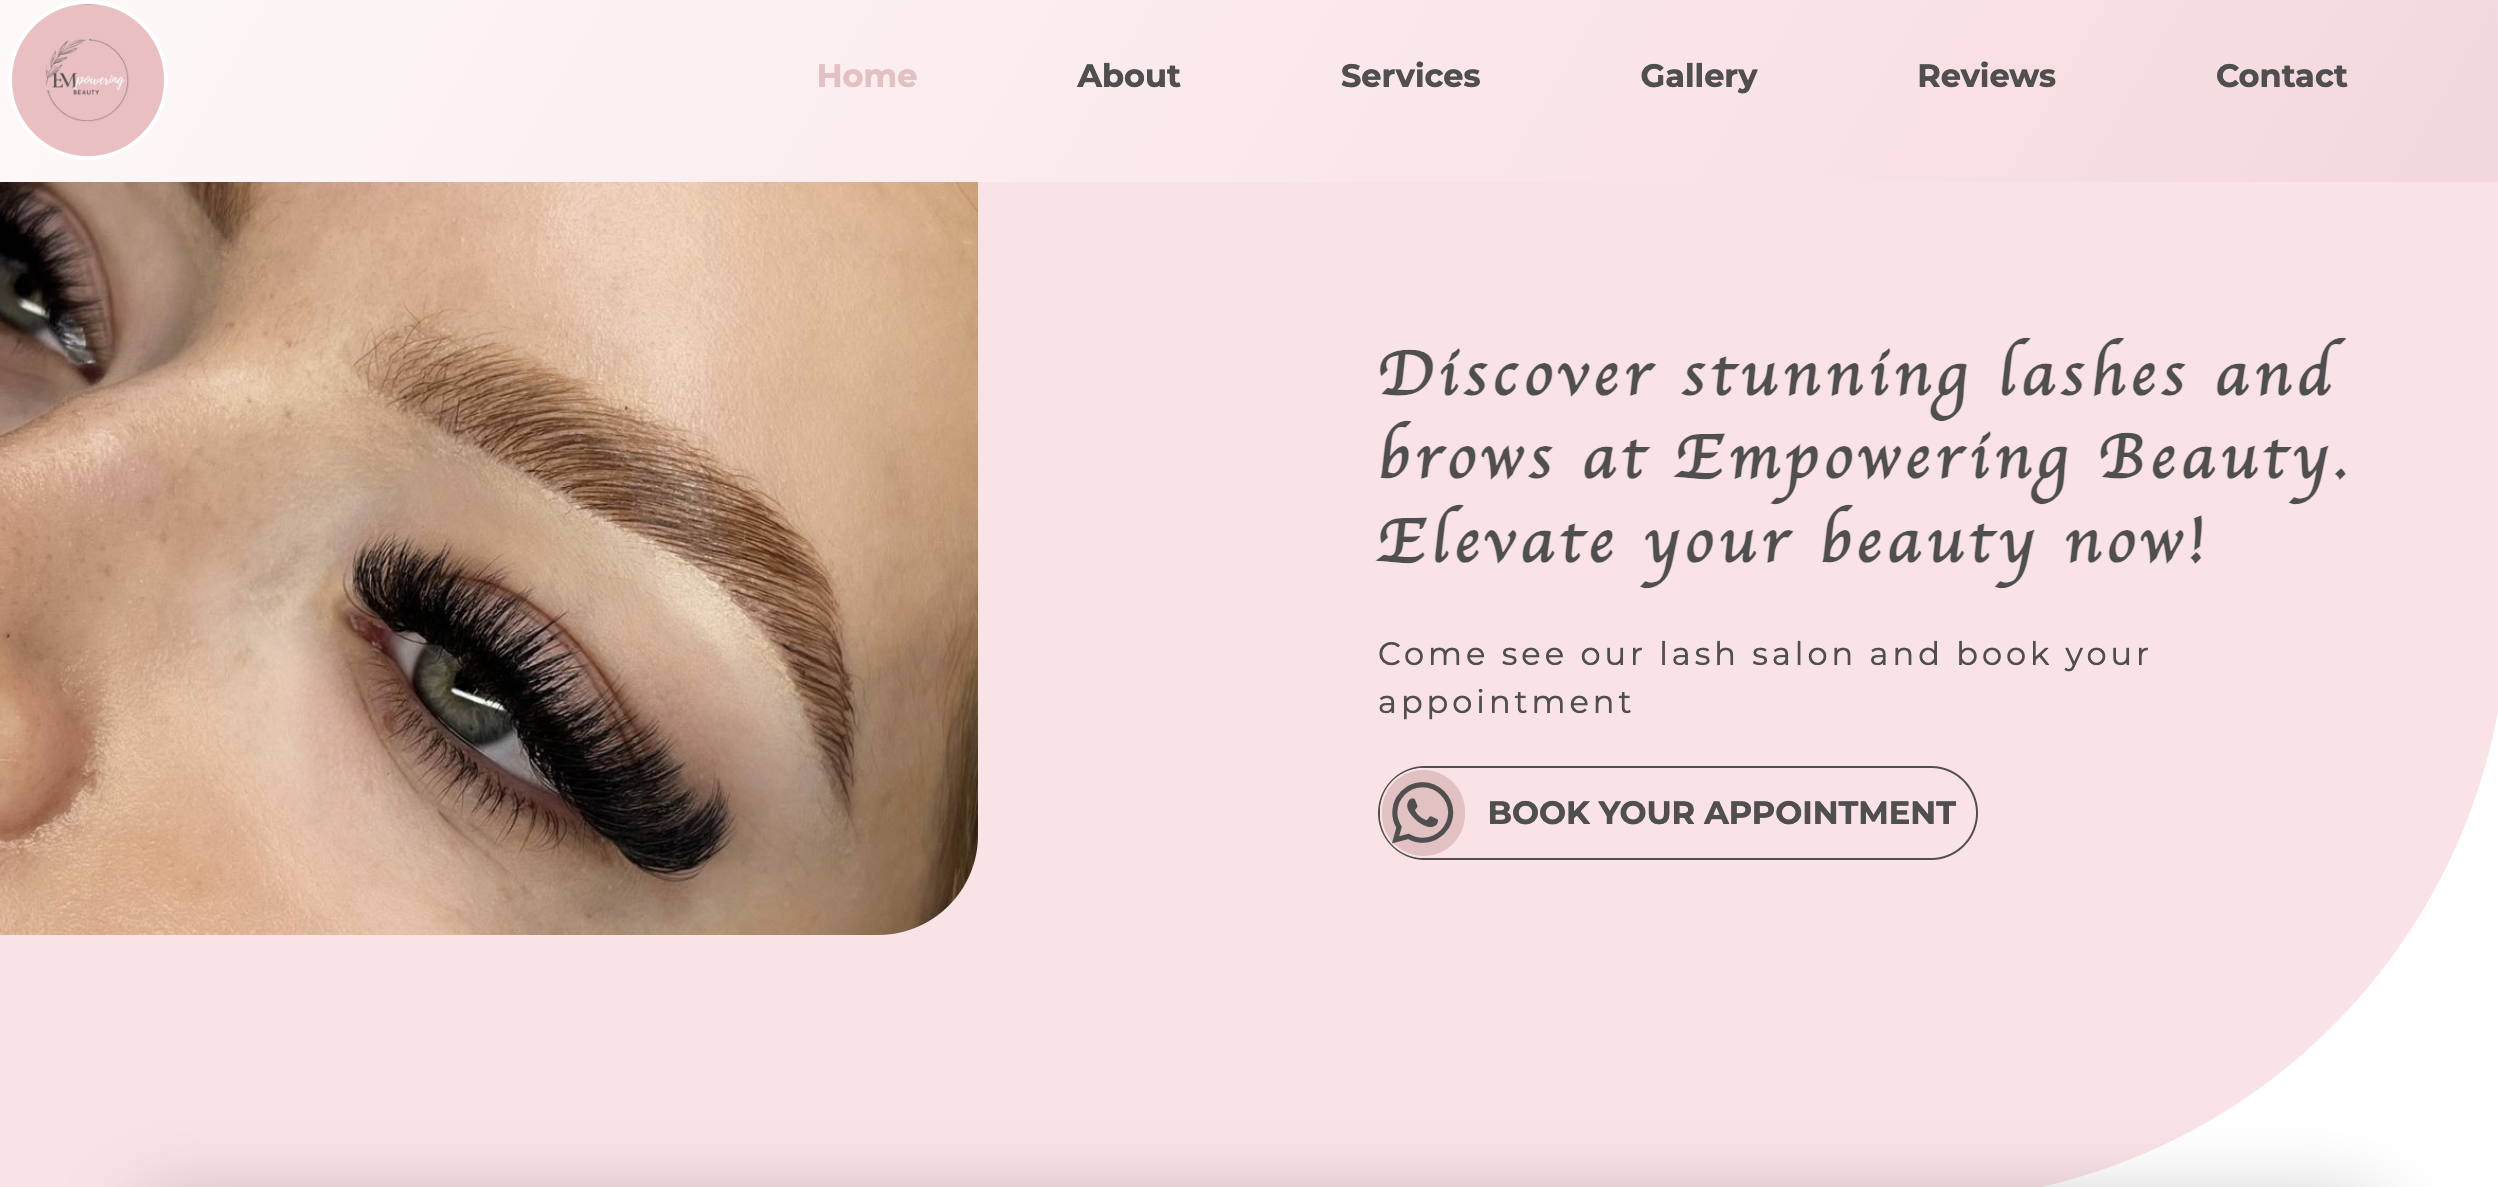 EMpowering
BEAUTY
Home About Services Gallery Reviews Contact
Discover stunning lashes and
brows at Empowering Beauty.
Elevate your beauty now!
Come see our lash salon and book your
appointment
BOOK YOUR APPOINTMENT